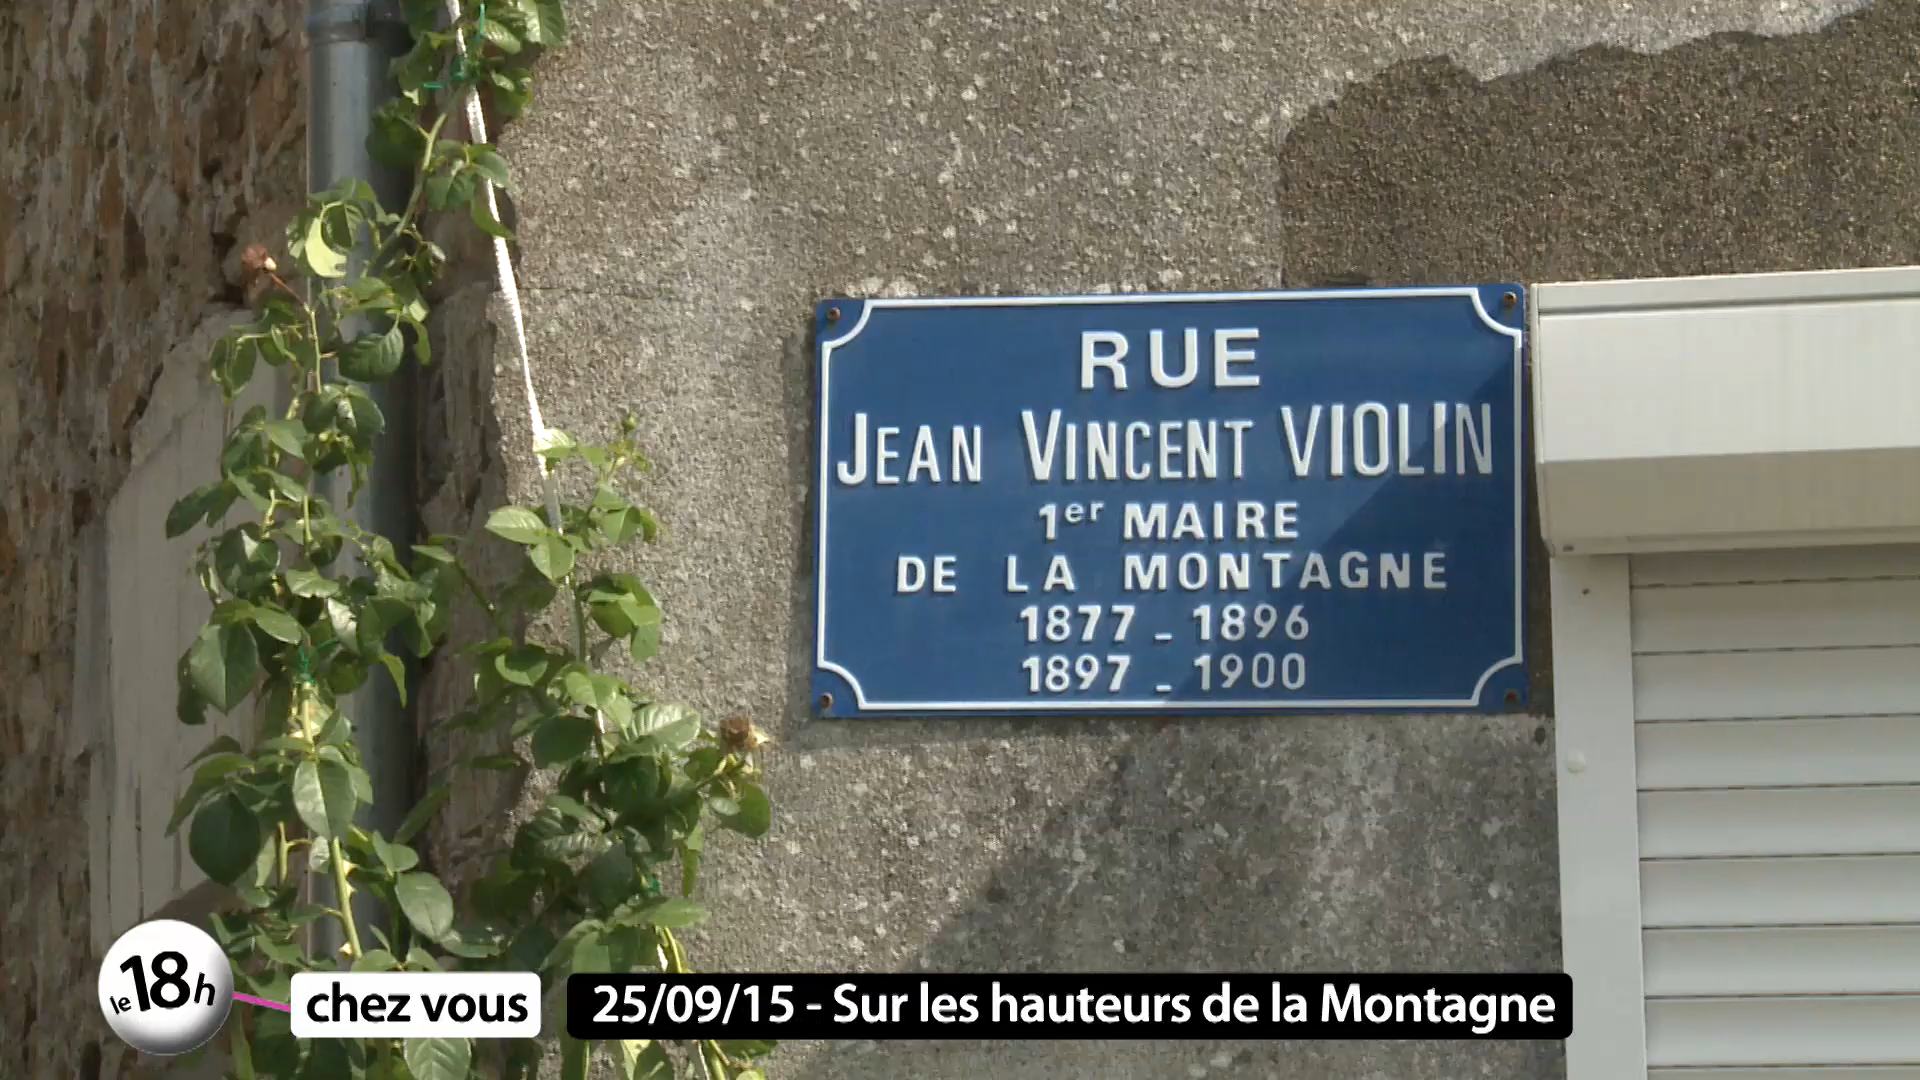 RUE
JEAN VINCENT VIOLIN
1er MAIRE
DE LA MONTAGNE
1877 - 1896
1897 - 1900
le 18h
chez vous
25/09/15 - Sur les hauteurs de la Montagne